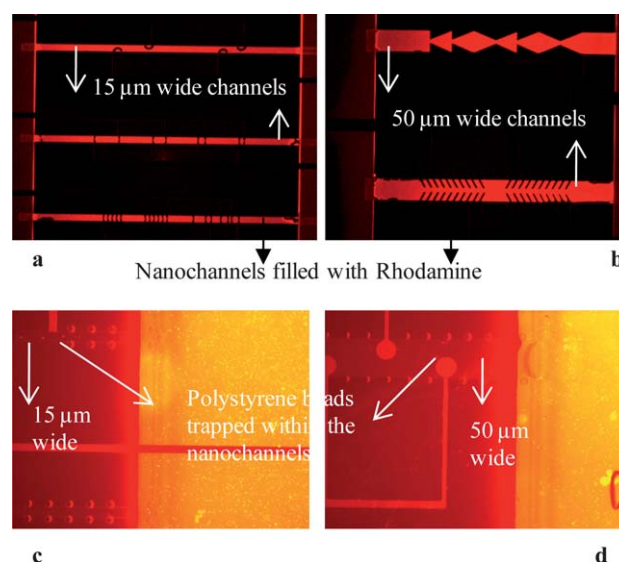 15 µm wide channels
50 µm wide channels
a
b
Nanochannels filled with Rhodamine
15 µm
wide
Polystyrene beads
trapped within the
nanochannels
50 µm
wide
c
d